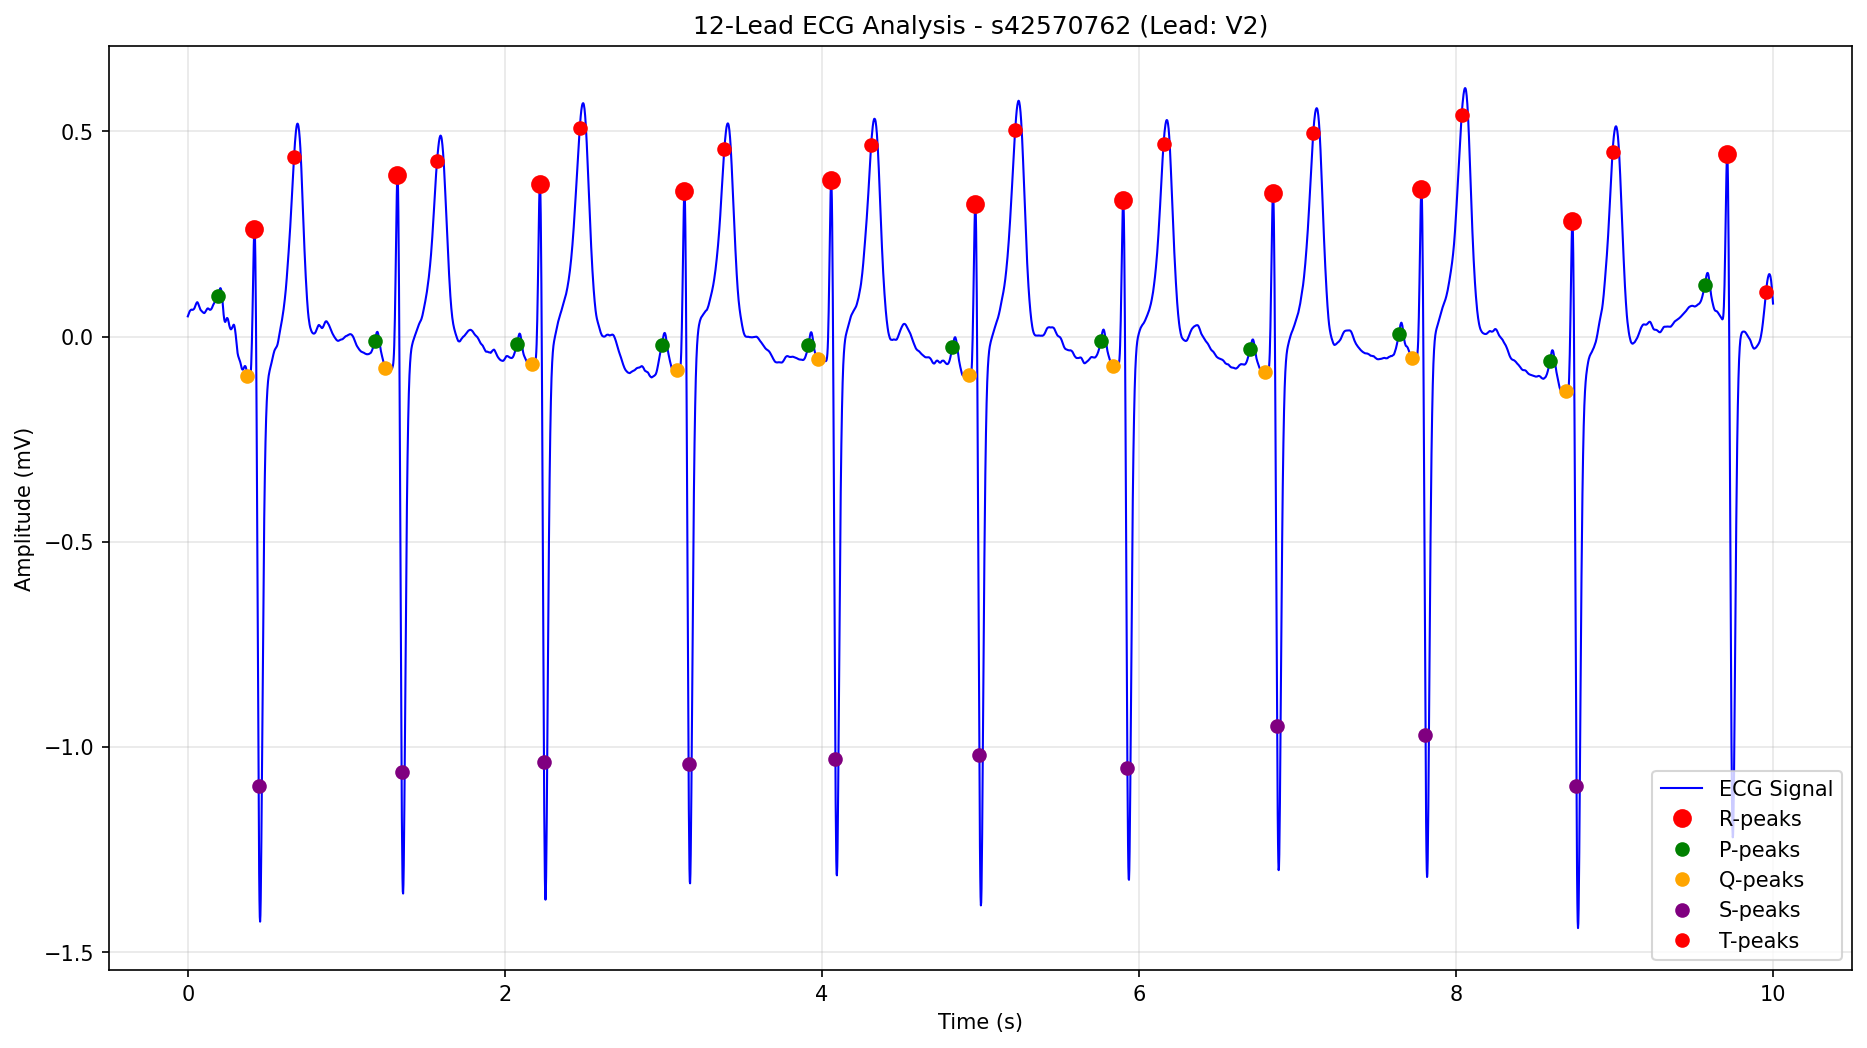 12-Lead ECG Analysis - s42570762 (Lead: V2)
Amplitude (mV)
0.5
0.0
−0.5
−1.0
−1.5
0 2 4 6 8 10
Time (s)
ECG Signal
R-peaks
P-peaks
Q-peaks
S-peaks
T-peaks